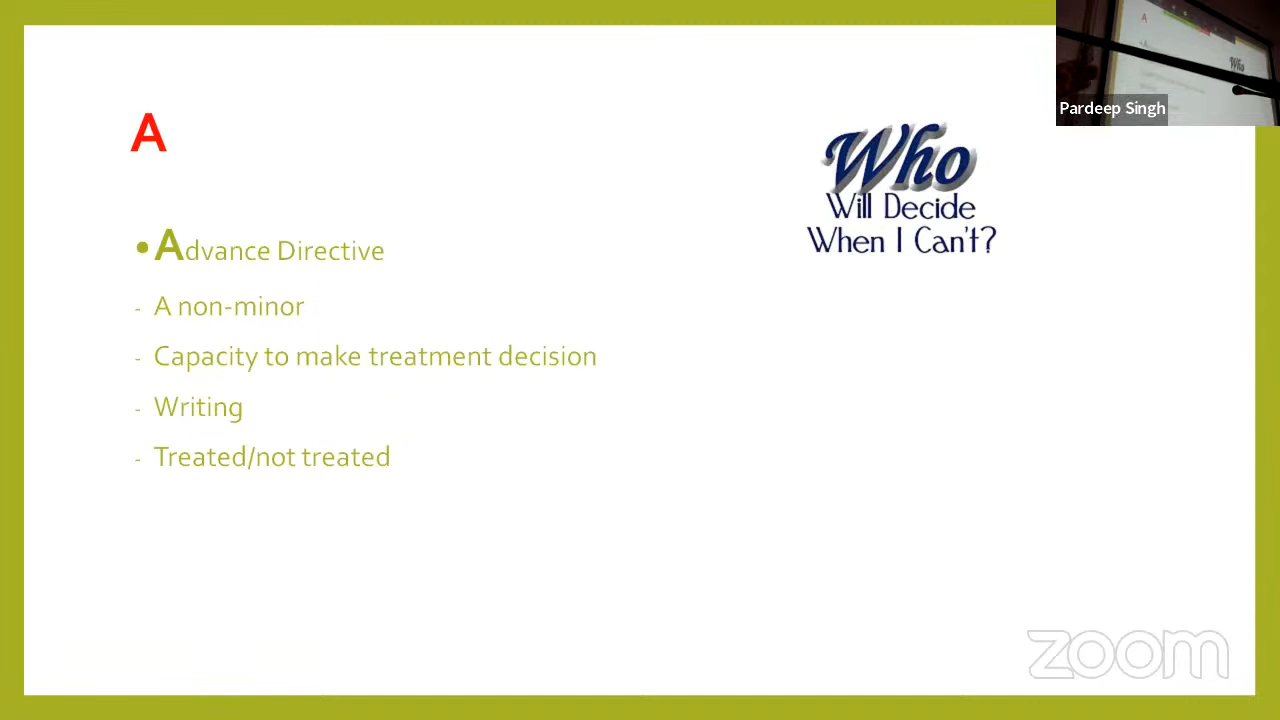 A
Who
Will Decide
When I Can't?
•Advance Directive
- A non-minor
- Capacity to make treatment decision
- Writing
- Treated/not treated
A
Who
Pardeep Singh
zoom